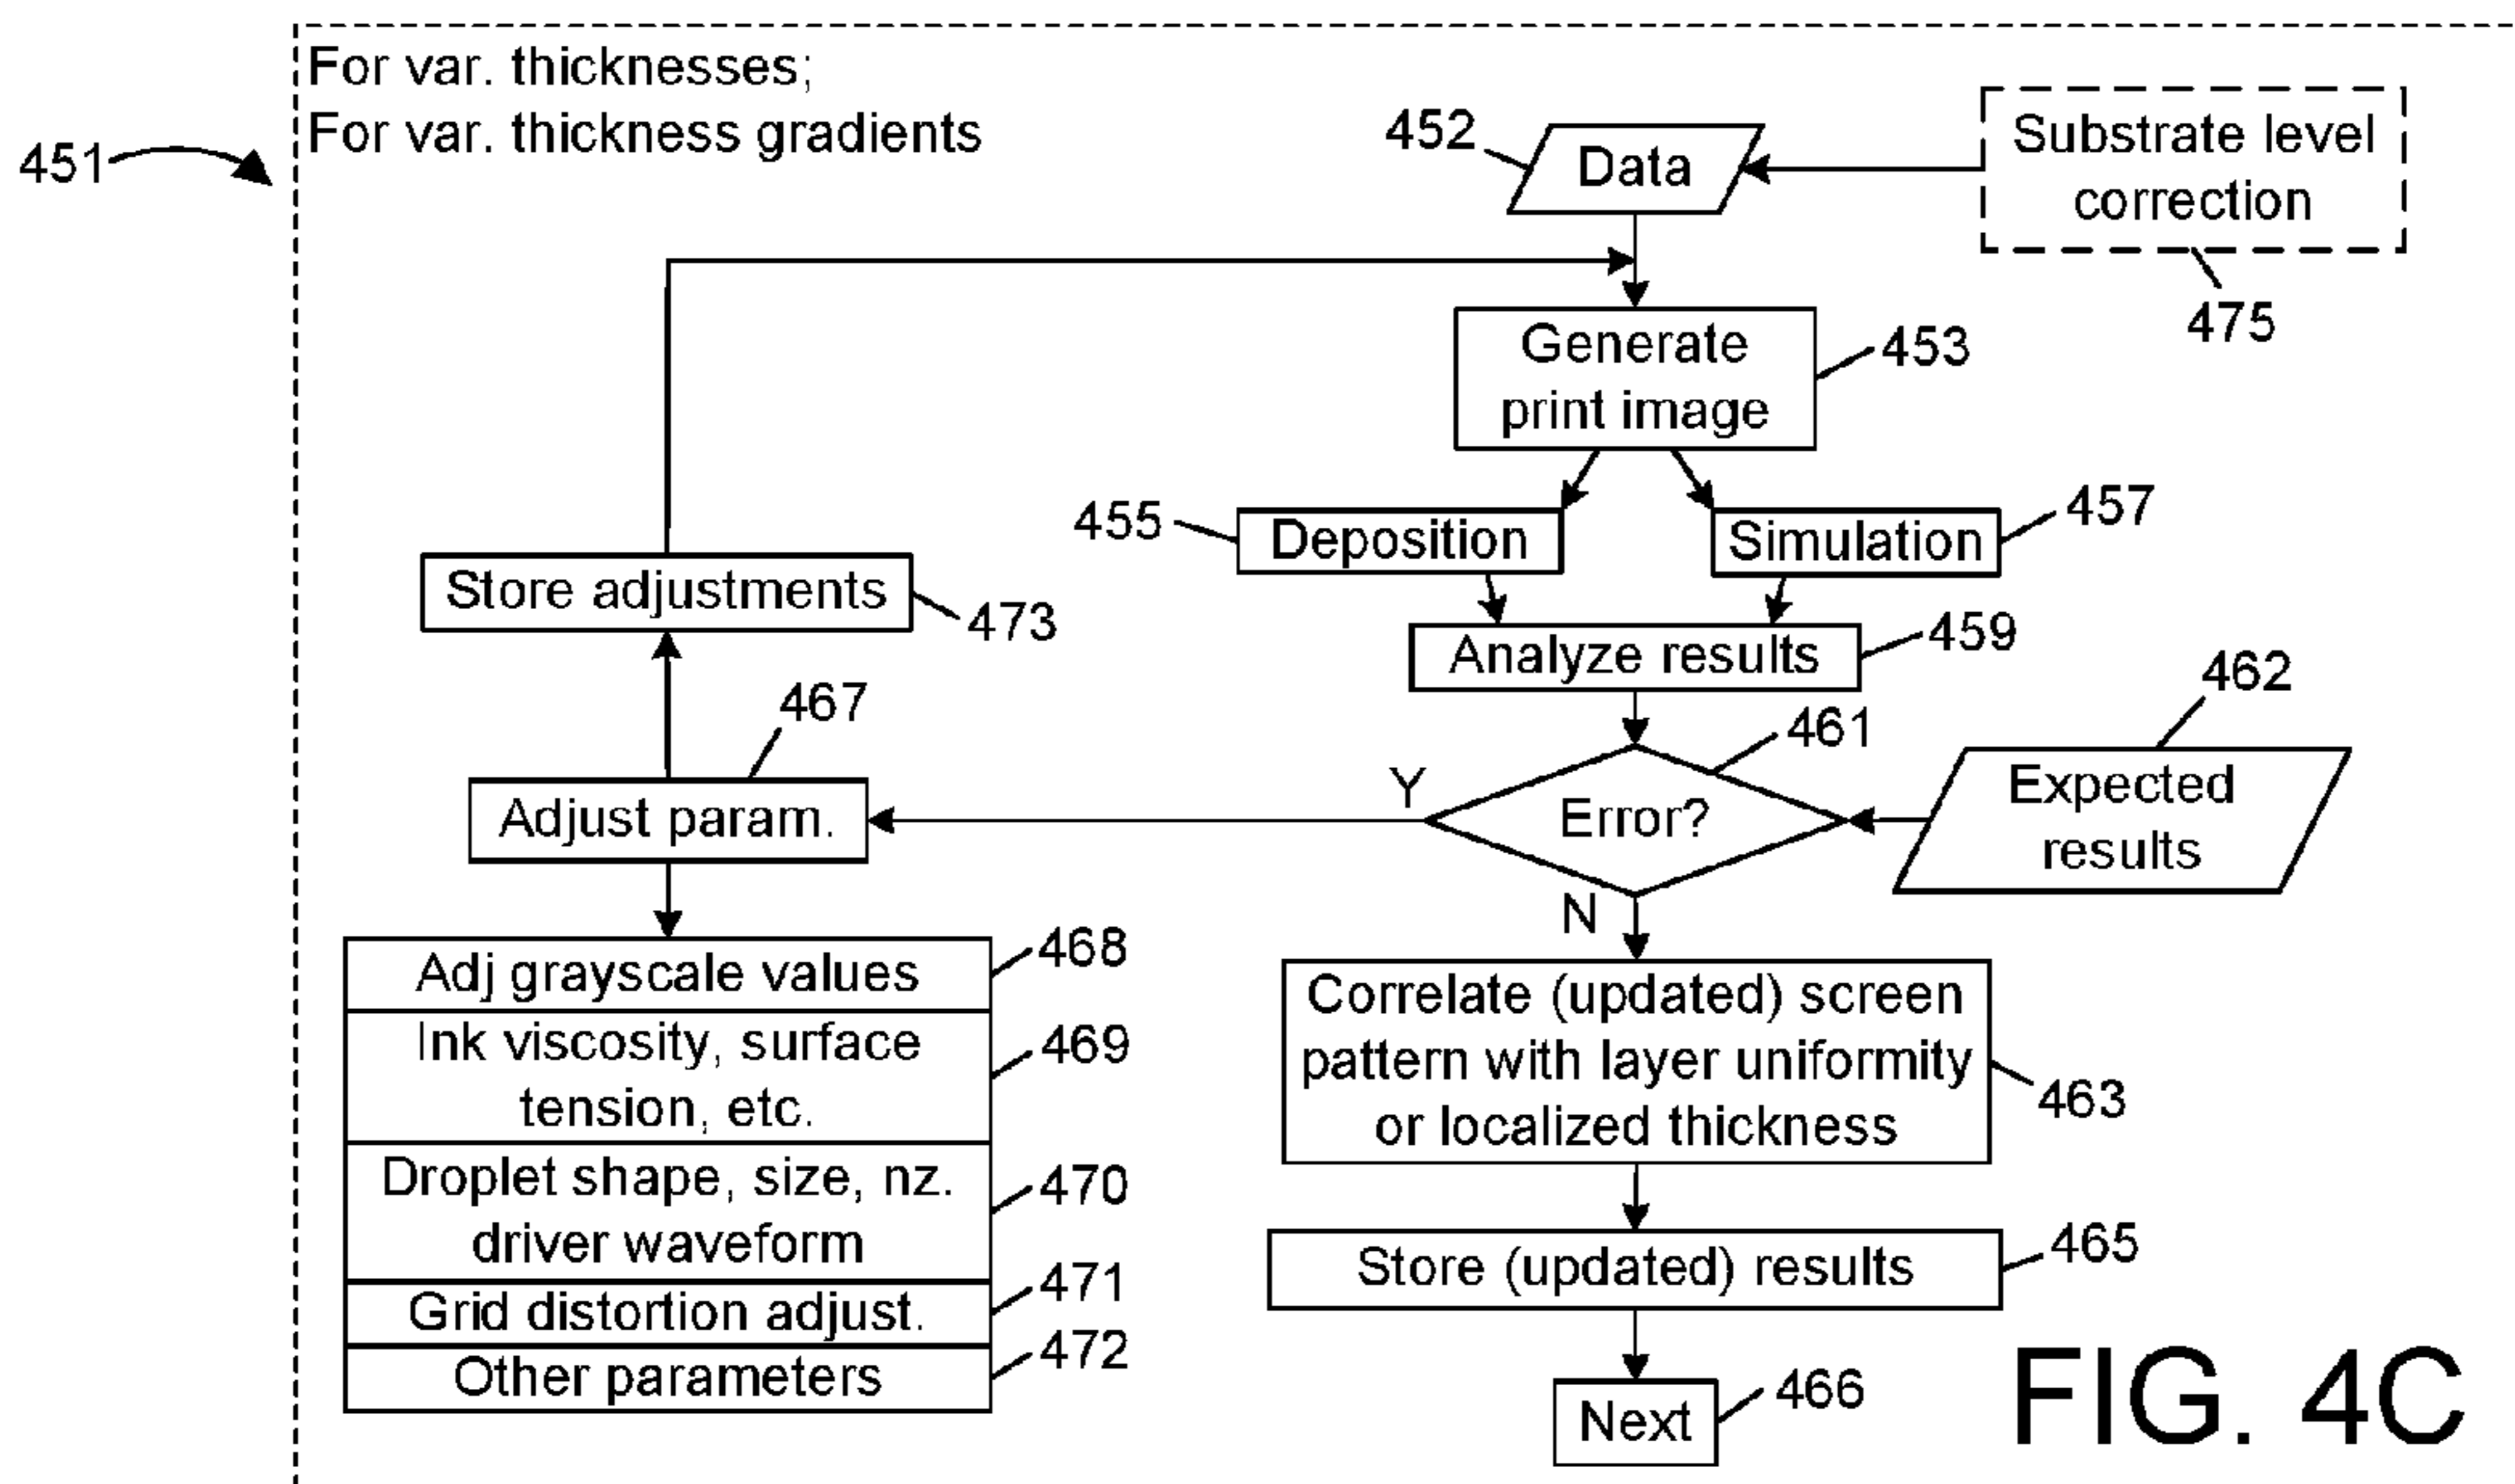 For var. thicknesses;
For var. thickness gradients
451
452
Data
Substrate level
correction
475
Generate
print image
453
455
Deposition
Simulation
457
Store adjustments
473
Analyze results
459
462
467
461
Adjust param.
Y
Error?
Expected
results
N
Adj grayscale values
468
Ink viscosity, surface
tension, etc.
469
Droplet shape, size, nz.
driver waveform
470
Grid distortion adjust.
471
Other parameters
472
Correlate (updated) screen
pattern with layer uniformity
or localized thickness
463
Store (updated) results
465
Next
466
FIG. 4C